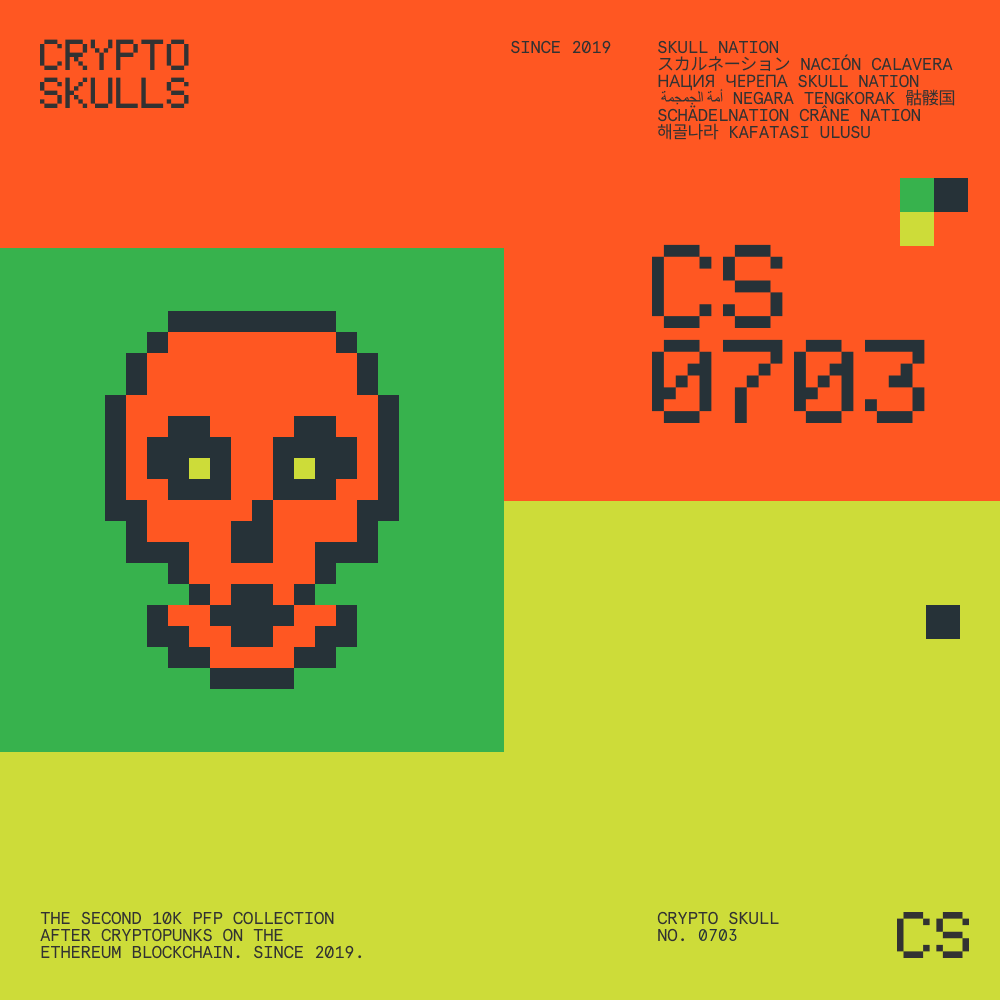 CRYPTO
SKULLS
SINCE 2019
SKULL NATION
スカルネーション NACIÓN CALAVERA
НАЦИЯ ЧЕРЕПА SKULL NATION
أمة الجمجمة NEGARA TENGKORAK 骷髅国
SCHÄDELNATION CRÂNE NATION
해골나라 KAFATASI ULUSU
CS
0703
THE SECOND 10K PFP COLLECTION
AFTER CRYPTOPUNKS ON THE
ETHEREUM BLOCKCHAIN. SINCE 2019.
CRYPTO SKULL
NO. 0703
CS